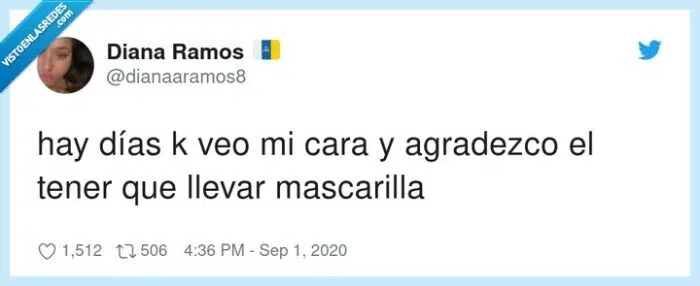 VISTOENLASREDES
.com
Diana Ramos
@dianaaramos8
hay días k veo mi cara y agradezco el
tener que llevar mascarilla
1,512 506 4:36 PM - Sep 1, 2020